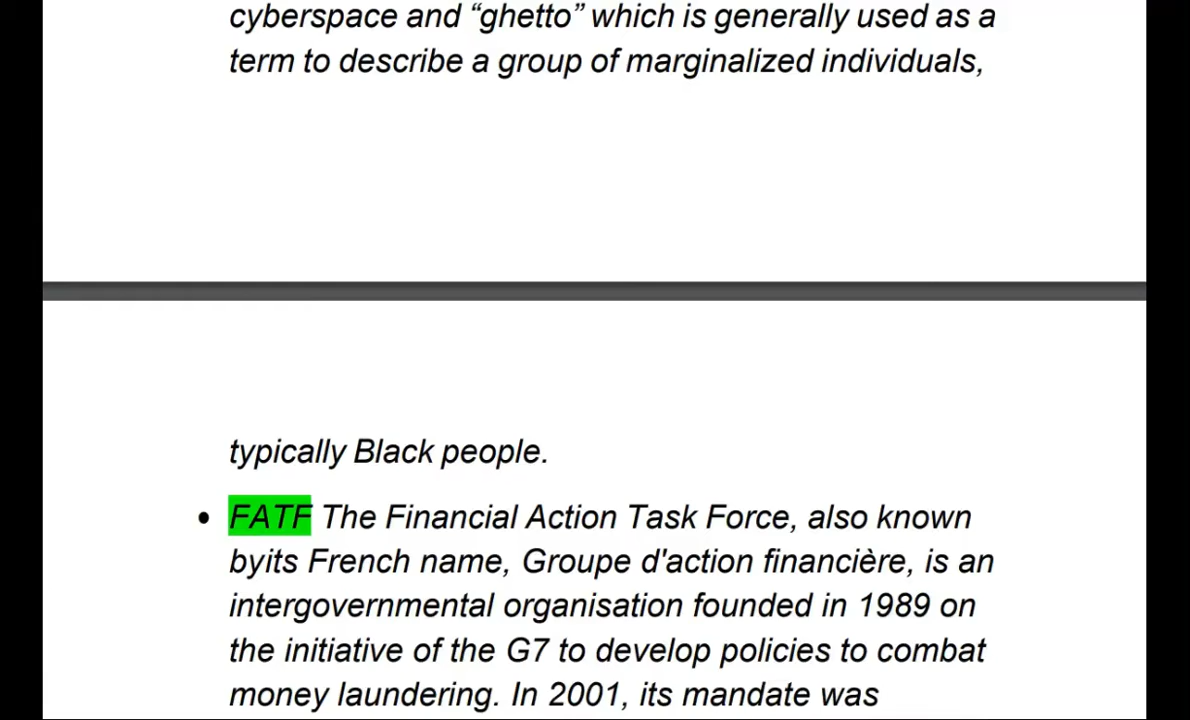 cyberspace and “ghetto” which is generally used as a
term to describe a group of marginalized individuals,
typically Black people.
• FATF The Financial Action Task Force, also known
byits French name, Groupe d'action financière, is an
intergovernmental organisation founded in 1989 on
the initiative of the G7 to develop policies to combat
money laundering. In 2001, its mandate was